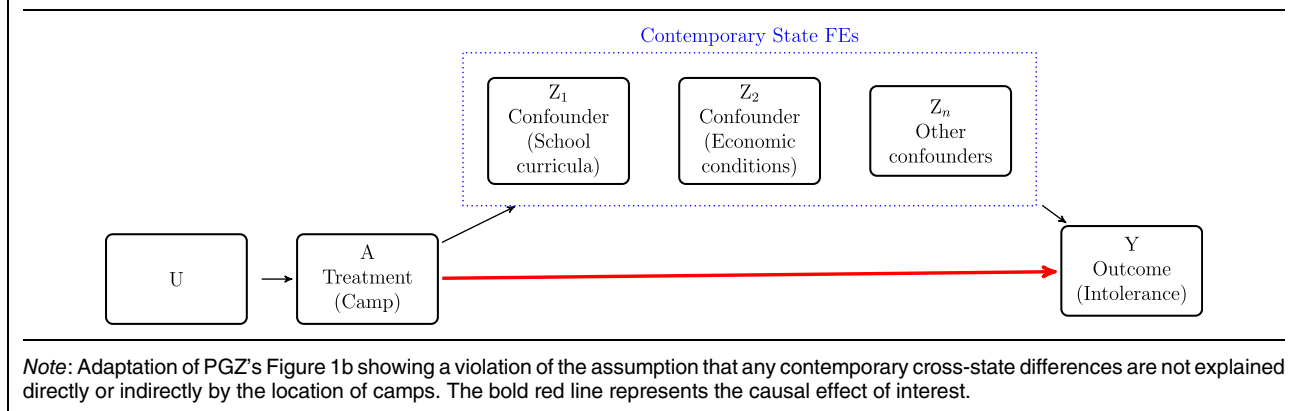 Contemporary State FEs
Z1
Confounder
(School
curricula)
Z2
Confounder
(Economic
conditions)
Zn
Other
confounders
U
A
Treatment
(Camp)
Y
Outcome
(Intolerance)
Note: Adaptation of PGZ's Figure 1b showing a violation of the assumption that any contemporary cross-state differences are not explained
directly or indirectly by the location of camps. The bold red line represents the causal effect of interest.